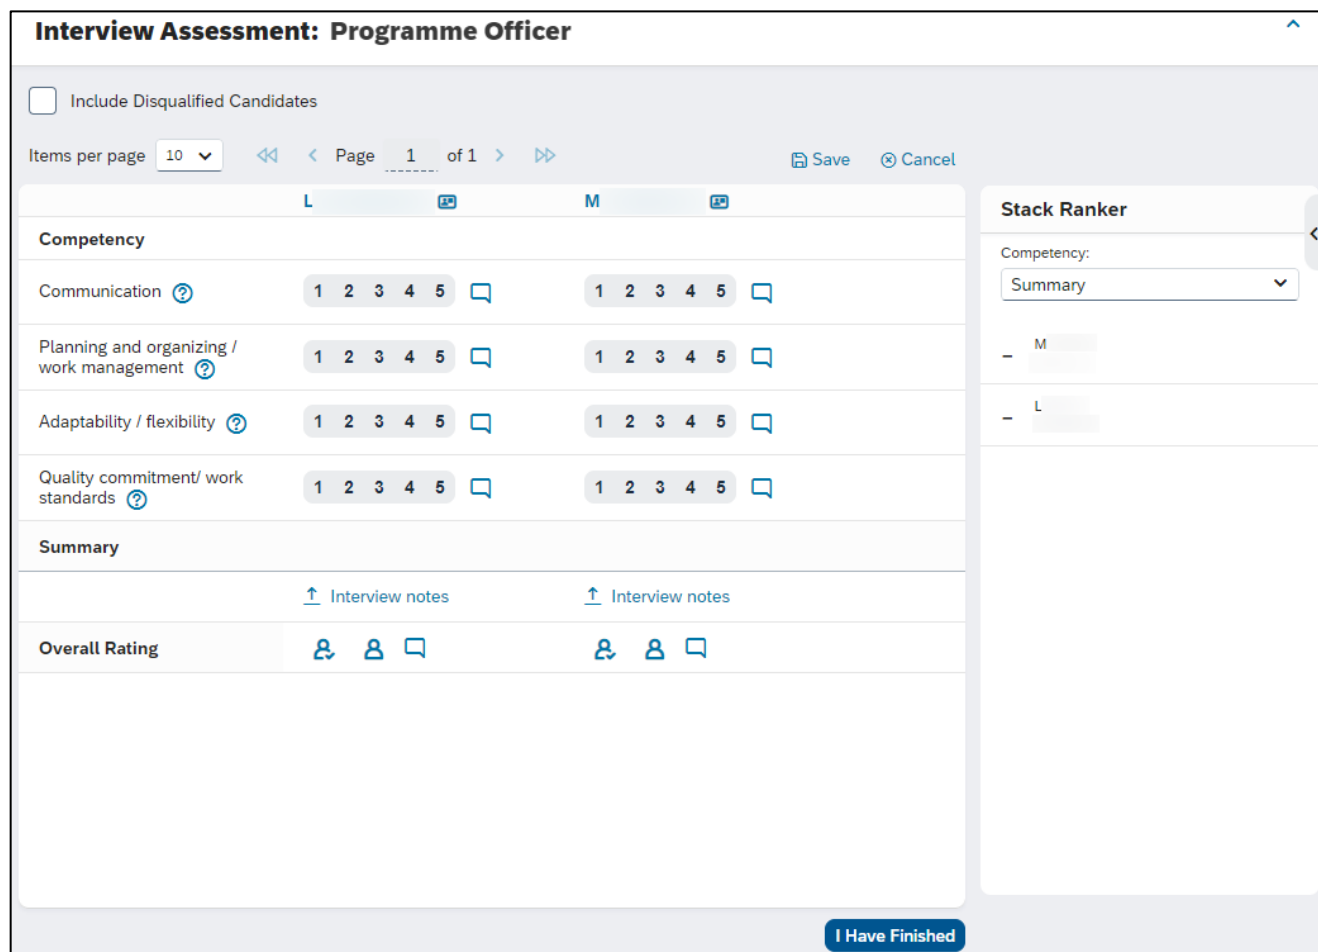 Interview Assessment: Programme Officer
Include Disqualified Candidates
Items per page 10 Page 1 of 1
Save Cancel
L M
Competency
Communication 1 2 3 4 5 1 2 3 4 5
Planning and organizing /
work management 1 2 3 4 5 1 2 3 4 5
Adaptability / flexibility 1 2 3 4 5 1 2 3 4 5
Quality commitment/ work
standards 1 2 3 4 5 1 2 3 4 5
Summary
Interview notes Interview notes
Overall Rating
I Have Finished
Stack Ranker
Competency:
Summary
– M
– L